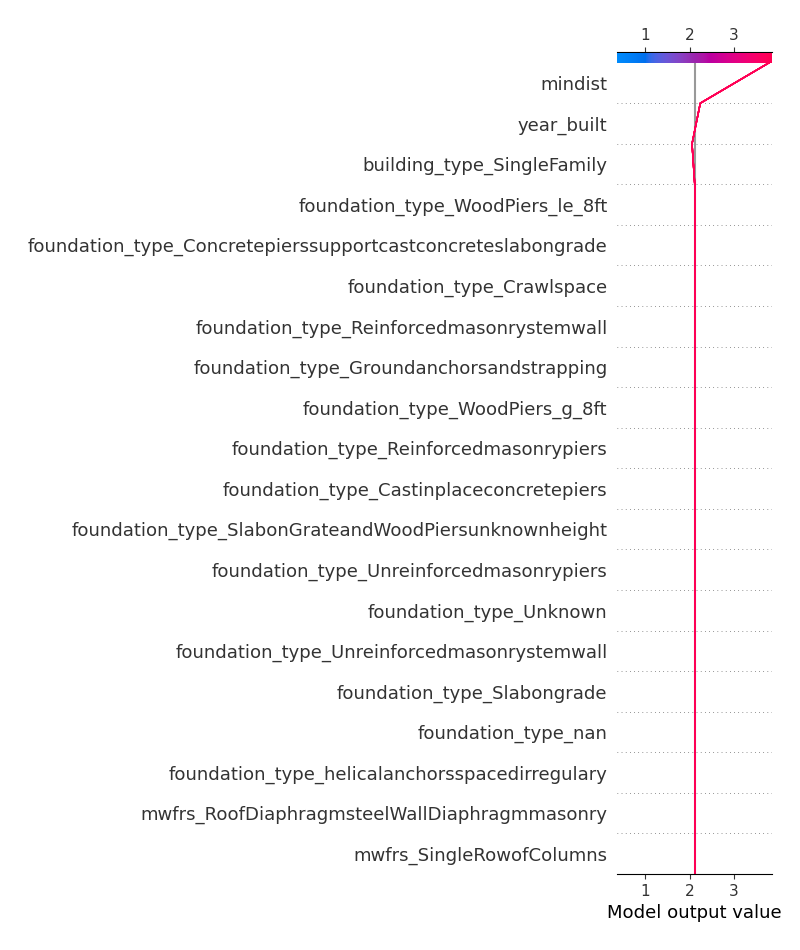 1 2 3
mindist
year_built
building_type_SingleFamily
foundation_type_WoodPiers_le_8ft
foundation_type_Concretepierssupportcastconcreteslabongrade
foundation_type_Crawlspace
foundation_type_Reinforcedmasonrystemwall
foundation_type_Groundanchorsandstrapping
foundation_type_WoodPiers_g_8ft
foundation_type_Reinforcedmasonrypiers
foundation_type_Castinplaceconcretepiers
foundation_type_SlabonGrateandWoodPiersunknownheight
foundation_type_Unreinforcedmasonrypiers
foundation_type_Unknown
foundation_type_Unreinforcedmasonrystemwall
foundation_type_Slabongrade
foundation_type_nan
foundation_type_helicalanchorsspacedirregulary
mwfrs_RoofDiaphragmsteelWallDiaphragmmasonry
mwfrs_SingleRowofColumns
1 2 3
Model output value